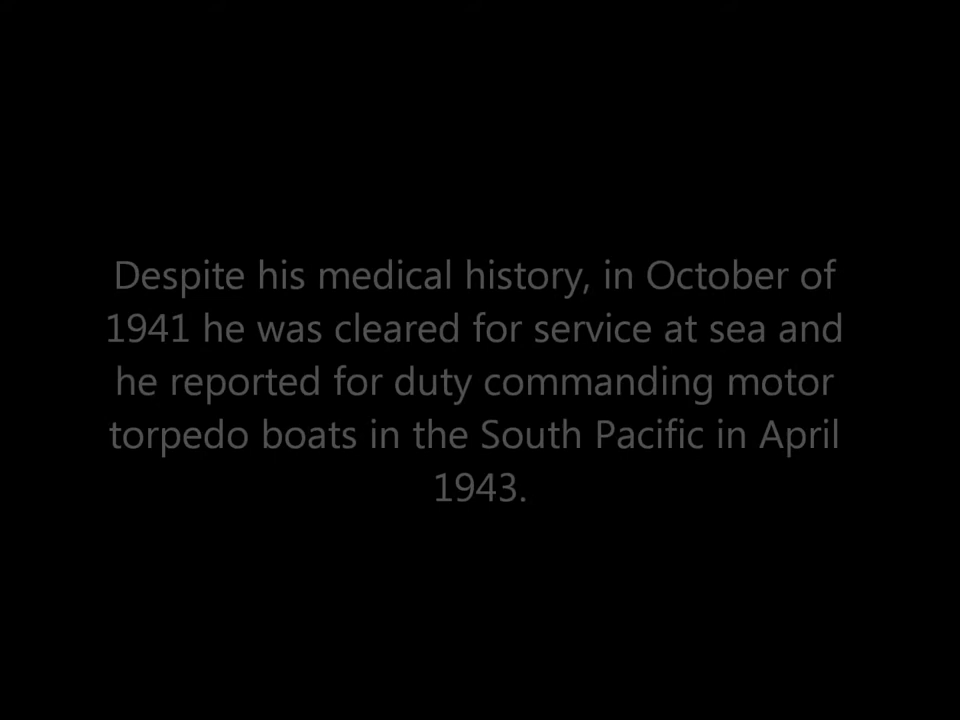 Despite his medical history, in October of
1941 he was cleared for service at sea and
he reported for duty commanding motor
torpedo boats in the South Pacific in April
1943.